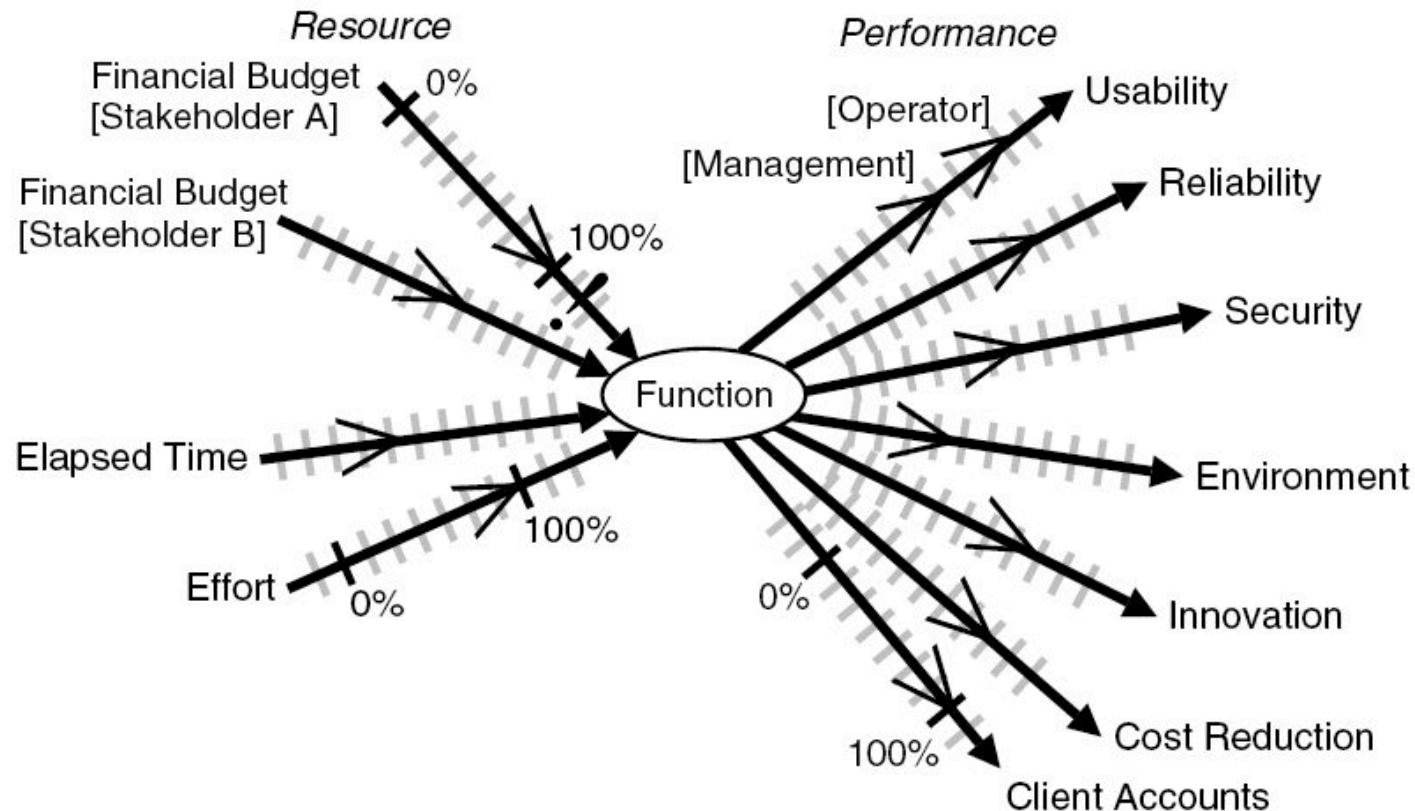 Resource
Performance
Financial Budget
[Stakeholder A]
0%
100%
Financial Budget
[Stakeholder B]
Elapsed Time
Effort
0%
100%
Function
[Operator]
[Management]
Usability
Reliability
Security
Environment
Innovation
Cost Reduction
Client Accounts
0%
100%